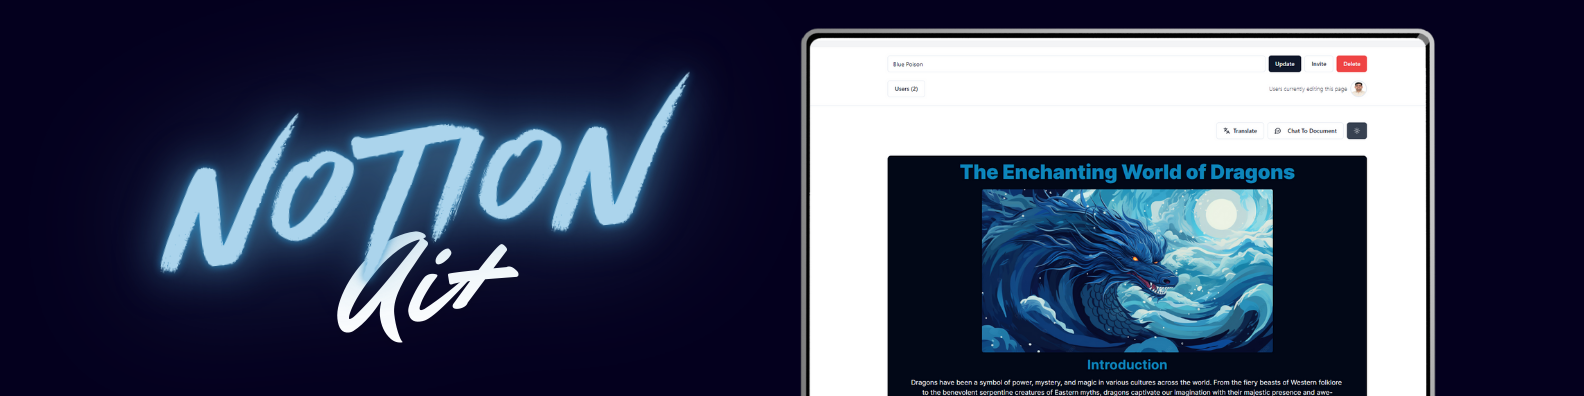 NOTION
ait
Blue Poison
Update
Invite
Delete
Users (2)
Users currently editing this page
Translate
Chat To Document
The Enchanting World of Dragons
Introduction
Dragons have been a symbol of power, mystery, and magic in various cultures across the world. From the fiery beasts of Western folklore
to the benevolent serpentine creatures of Eastern myths, dragons captivate our imagination with their majestic presence and awe-